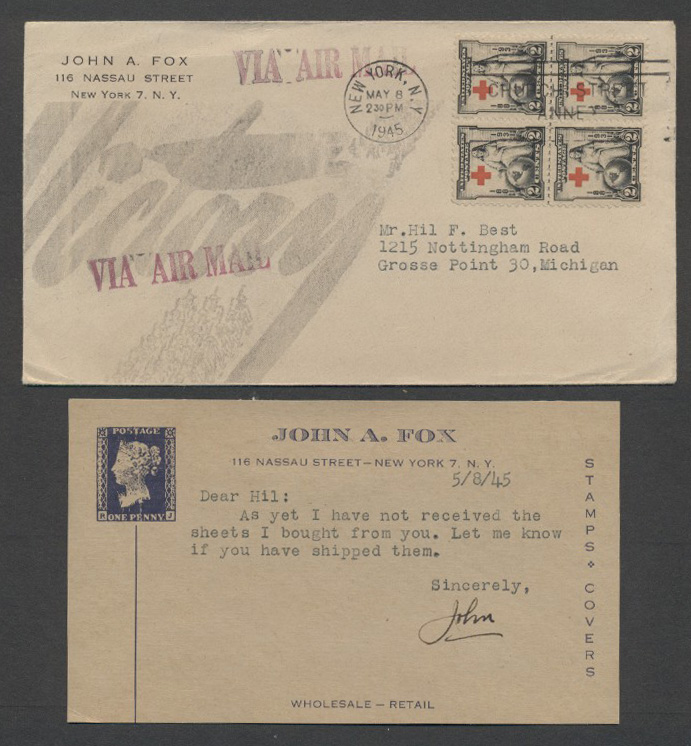 JOHN A. FOX
116 NASSAU STREET
NEW YORK 7. N. Y.
VIA AIR MAIL
NEW YORK, N.Y.
MAY 8
2 30 PM
1945
Victory
VIA AIR MAIL
Mr.Hil F. Best
1215 Nottingham Road
Grosse Point 30,Michigan
JOHN A. FOX
116 NASSAU STREET—NEW YORK 7. N. Y.
POSTAGE
ONE PENNY
5/8/45
Dear Hil:
As yet I have not received the
sheets I bought from you. Let me know
if you have shipped them.
Sincerely,
John
STAMPS COVERS
WHOLESALE — RETAIL